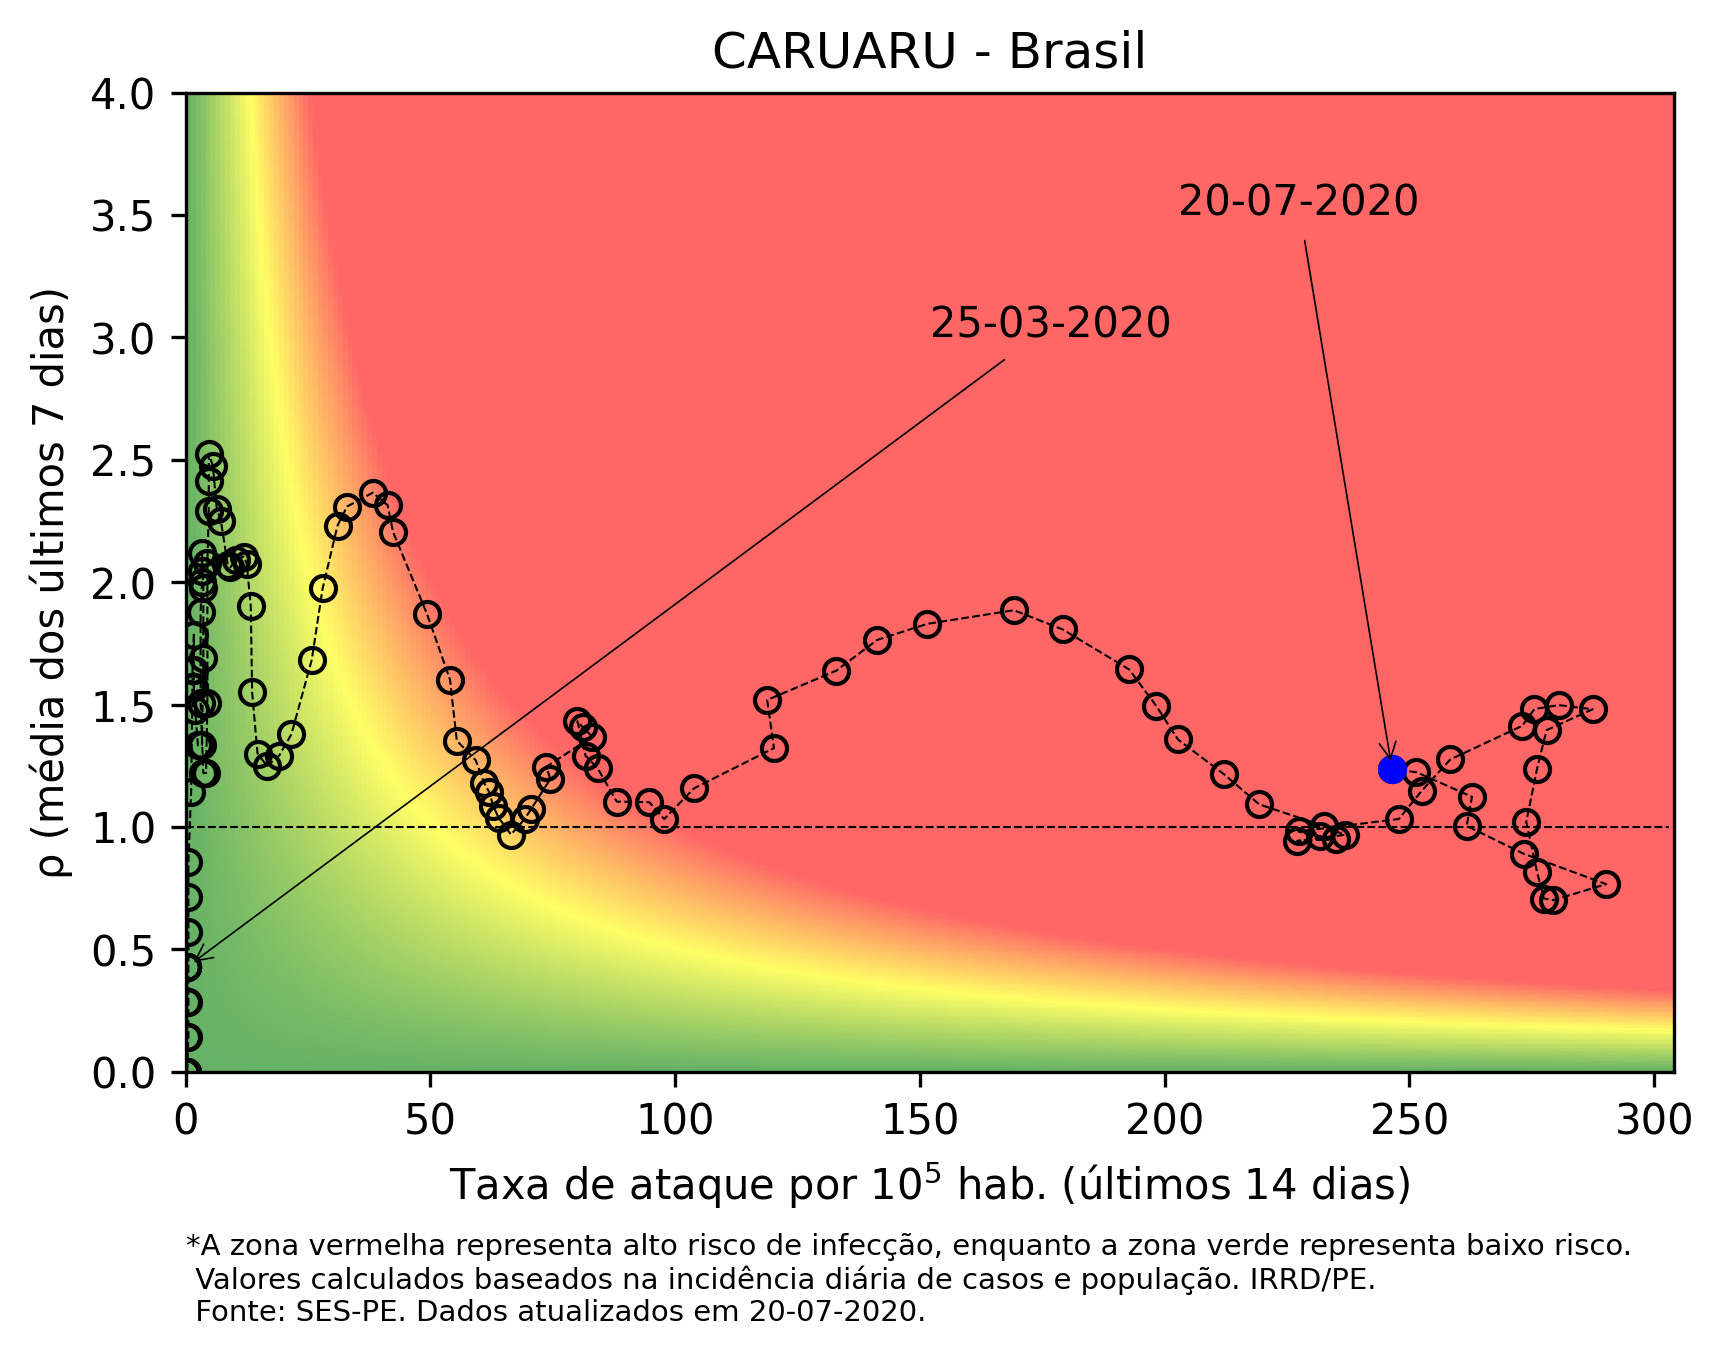 CARUARU - Brasil
4.0
3.5
3.0
2.5
2.0
1.5
1.0
0.5
0.0
ρ (média dos últimos 7 dias)
20-07-2020
25-03-2020
0 50 100 150 200 250 300
Taxa de ataque por 10⁵ hab. (últimos 14 dias)
*A zona vermelha representa alto risco de infecção, enquanto a zona verde representa baixo risco.
Valores calculados baseados na incidência diária de casos e população. IRRD/PE.
Fonte: SES-PE. Dados atualizados em 20-07-2020.